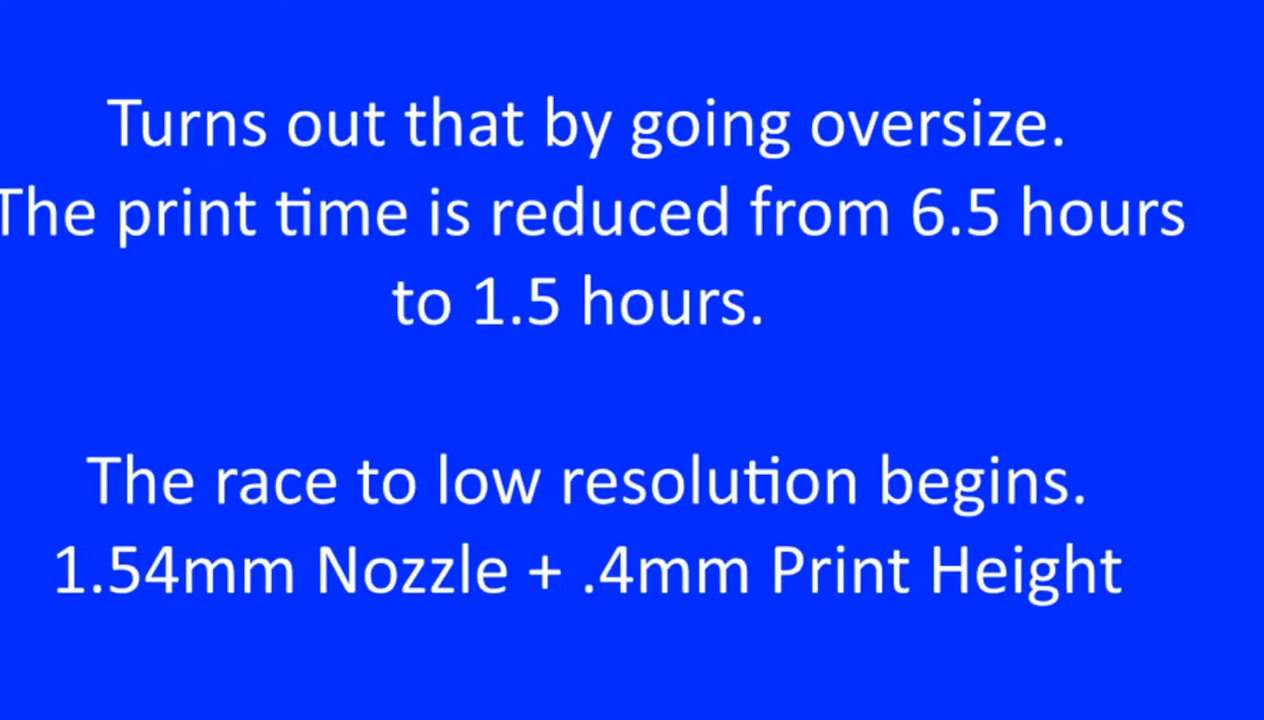 Turns out that by going oversize.
The print time is reduced from 6.5 hours
to 1.5 hours.
The race to low resolution begins.
1.54mm Nozzle + .4mm Print Height